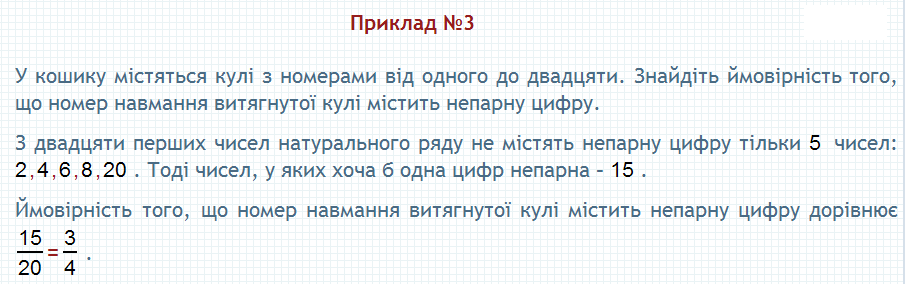 Приклад №3
У кошику містяться кулі з номерами від одного до двадцяти. Знайдіть ймовірність того,
що номер навмання витягнутої кулі містить непарну цифру.
З двадцяти перших чисел натурального ряду не містять непарну цифру тільки 5 чисел:
2,4,6,8,20 . Тоді чисел, у яких хоча б одна цифр непарна – 15 .
Ймовірність того, що номер навмання витягнутої кулі містить непарну цифру дорівнює
15/20=3/4 .